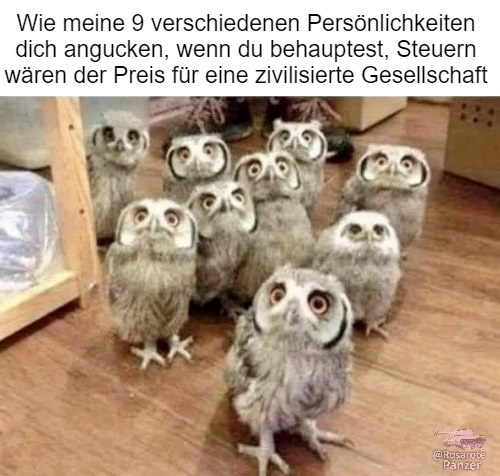 Wie meine 9 verschiedenen Persönlichkeiten
dich angucken, wenn du behauptest, Steuern
wären der Preis für eine zivilisierte Gesellschaft
@Rosarote
Panzer